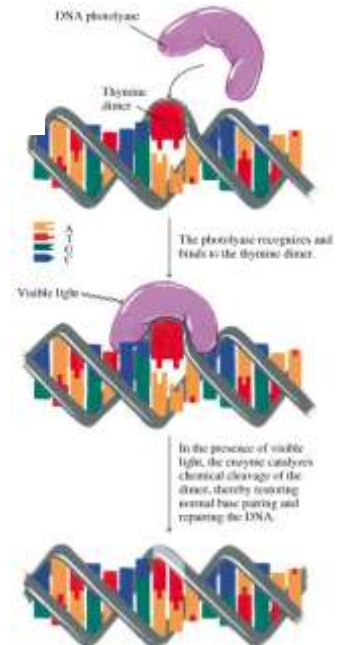 DNA photolyase
Thymine
dimer
A
T
G
C
The photolyase recognizes and
binds to the thymine dimer.
Visible light
In the presence of visible
light, the enzyme catalyzes
chemical cleavage of the
dimer, thereby restoring
normal base pairing and
repairing the DNA.